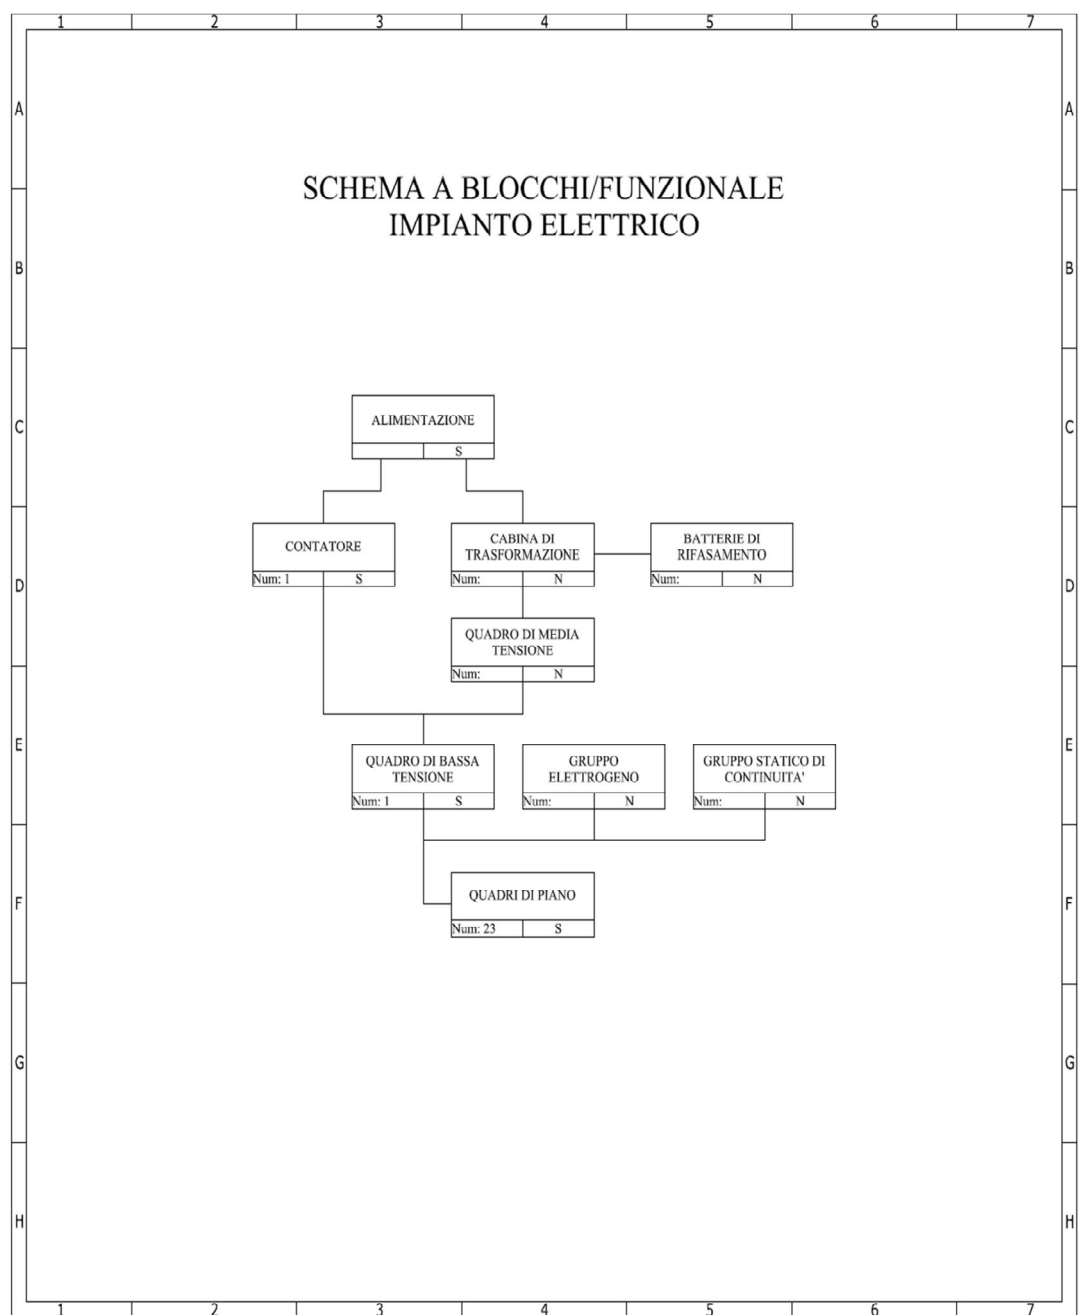 1 2 3 4 5 6 7
A A
SCHEMA A BLOCCHI/FUNZIONALE
IMPIANTO ELETTRICO
B B
C C
ALIMENTAZIONE
S
CONTATORE
Num: 1 S
CABINA DI
TRASFORMAZIONE
Num: N
BATTERIE DI
RIFASAMENTO
Num: N
D D
QUADRO DI MEDIA
TENSIONE
Num: N
E E
QUADRO DI BASSA
TENSIONE
Num: 1 S
GRUPPO
ELETTROGENO
Num: N
GRUPPO STATICO DI
CONTINUITA'
Num: N
F F
QUADRI DI PIANO
Num: 23 S
G G
H H
1 2 3 4 5 6 7